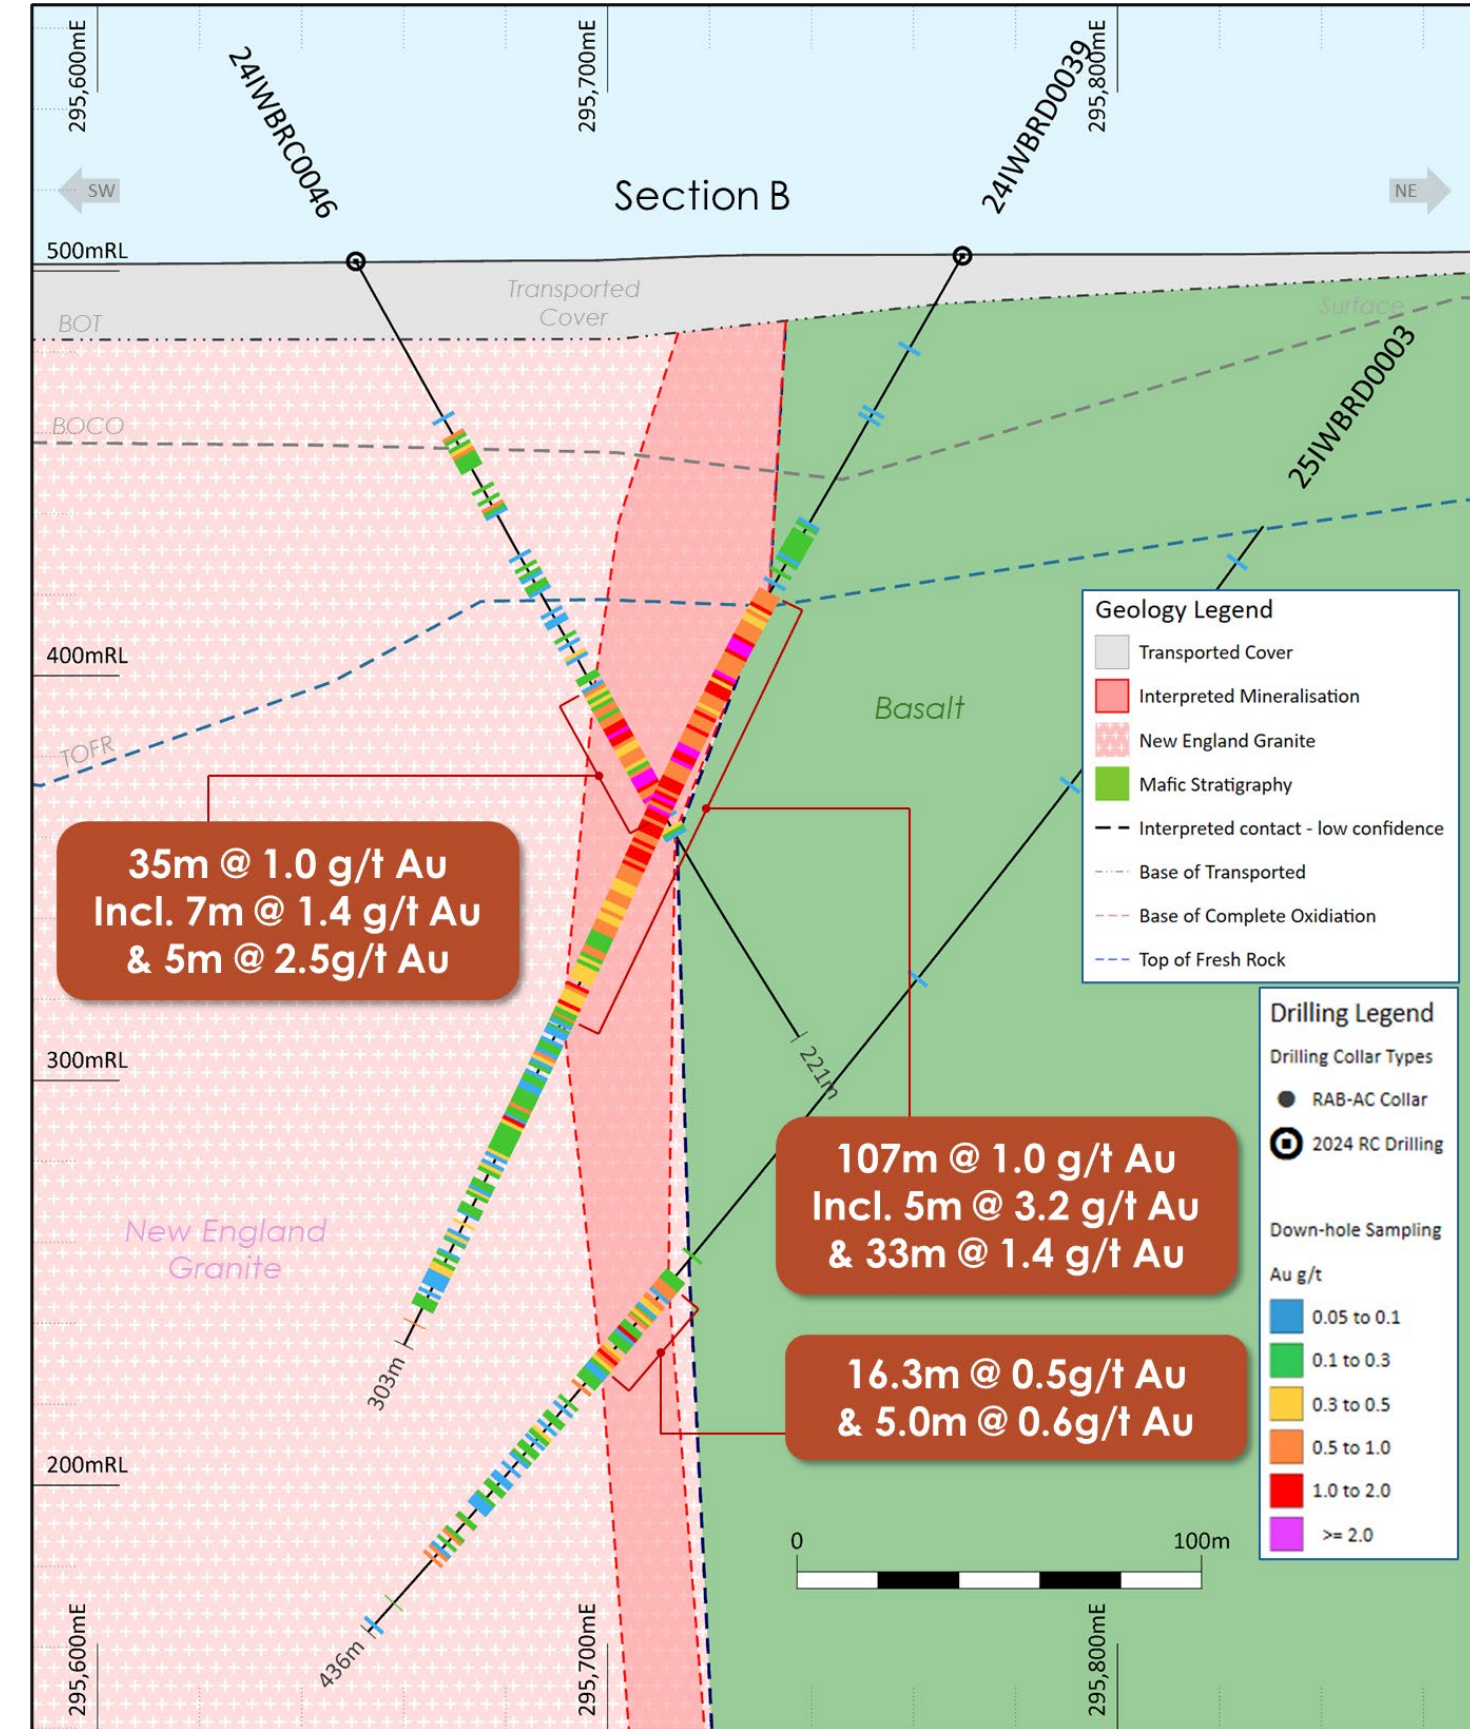 295,600mE
295,700mE
295,800mE
24IWBRC0046
24IWBRD0039
SW
Section B
NE
500mRL
Transported
Cover
Surface
BOT
25IWBRD0003
BOCO
400mRL
TOFR
Basalt
Geology Legend
Transported Cover
Interpreted Mineralisation
New England Granite
Mafic Stratigraphy
Interpreted contact - low confidence
Base of Transported
Base of Complete Oxidiation
Top of Fresh Rock
35m @ 1.0 g/t Au
Incl. 7m @ 1.4 g/t Au
& 5m @ 2.5g/t Au
300mRL
221m
Drilling Legend
Drilling Collar Types
RAB-AC Collar
2024 RC Drilling
Down-hole Sampling
Au g/t
0.05 to 0.1
0.1 to 0.3
0.3 to 0.5
0.5 to 1.0
1.0 to 2.0
>= 2.0
107m @ 1.0 g/t Au
Incl. 5m @ 3.2 g/t Au
& 33m @ 1.4 g/t Au
New England
Granite
303m
16.3m @ 0.5g/t Au
& 5.0m @ 0.6g/t Au
200mRL
0
100m
436m
295,600mE
295,700mE
295,800mE